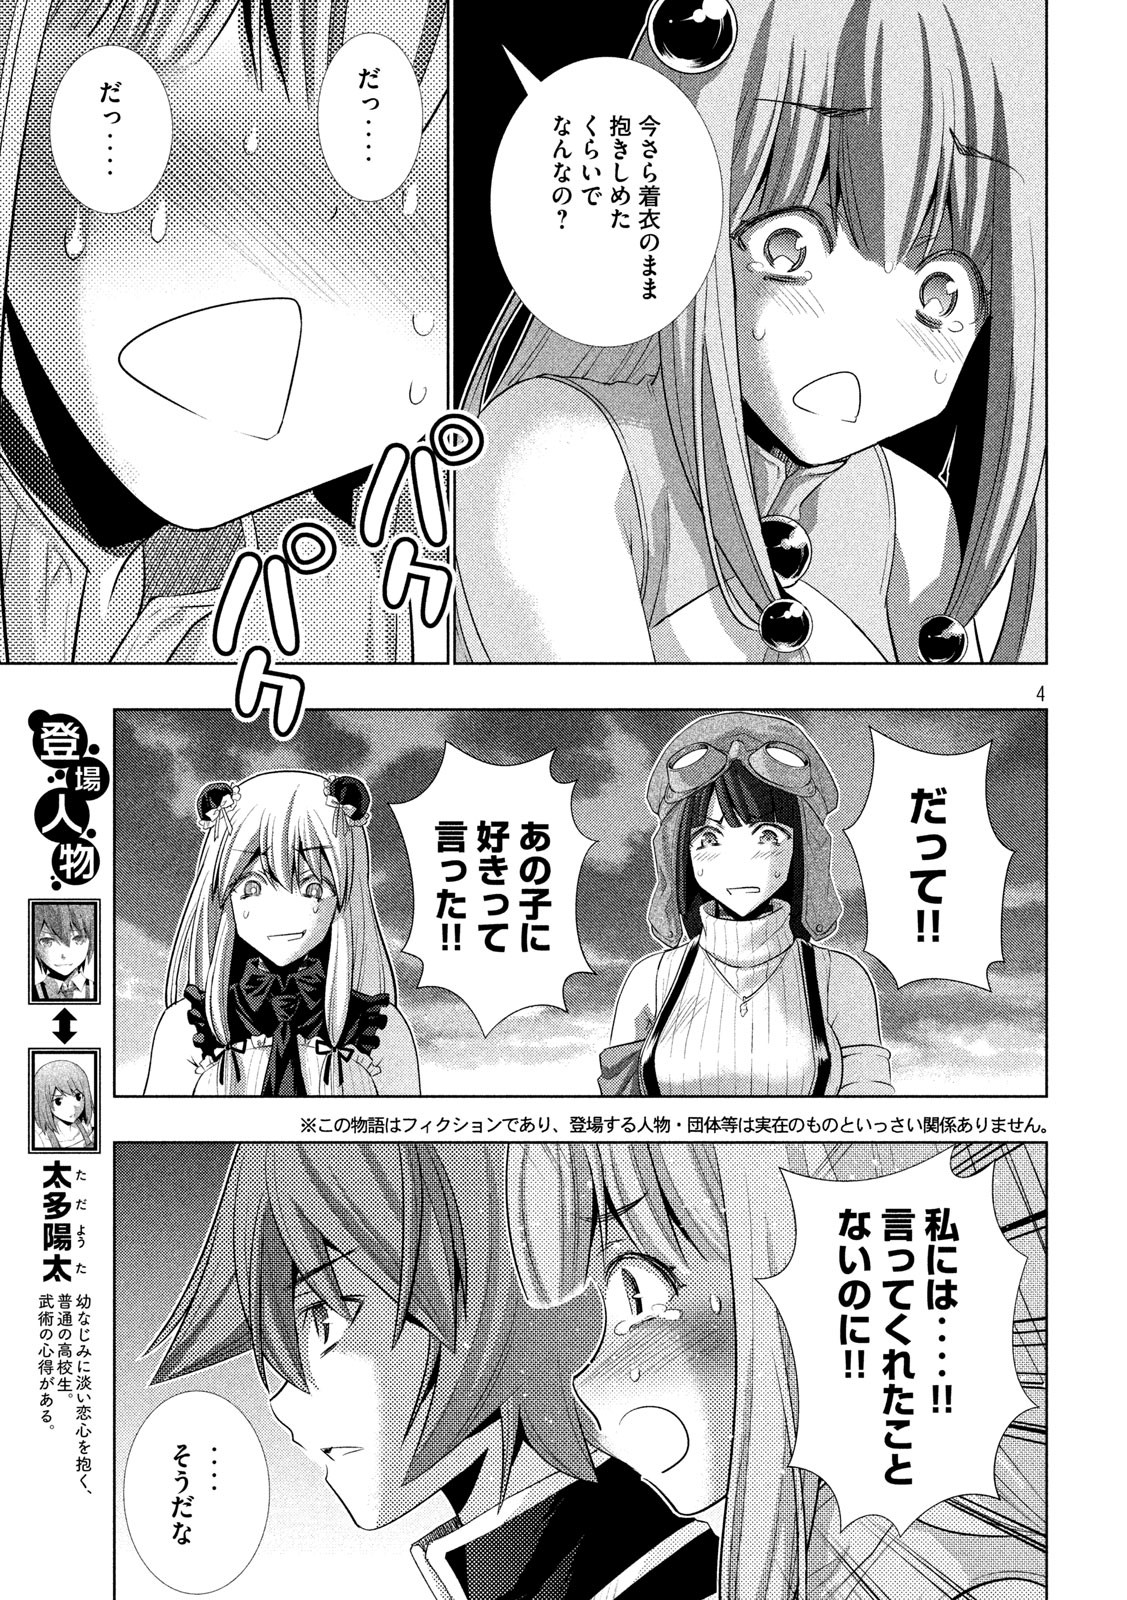 今さら着衣のまま
抱きしめた
くらいで
なんなの?
だっ‥‥
だっ‥‥
パク
パク
4
だって!!
あの子に
好きって
言った!!
※この物語はフィクションであり、登場する人物・団体等は実在のものといっさい関係ありません。
私には‥‥!!
言ってくれたこと
ないのに!!
‥‥
そうだな
登場人物
太多陽太
ただようた
幼なじみに淡い恋心を抱く、
普通の高校生。
武術の心得がある。